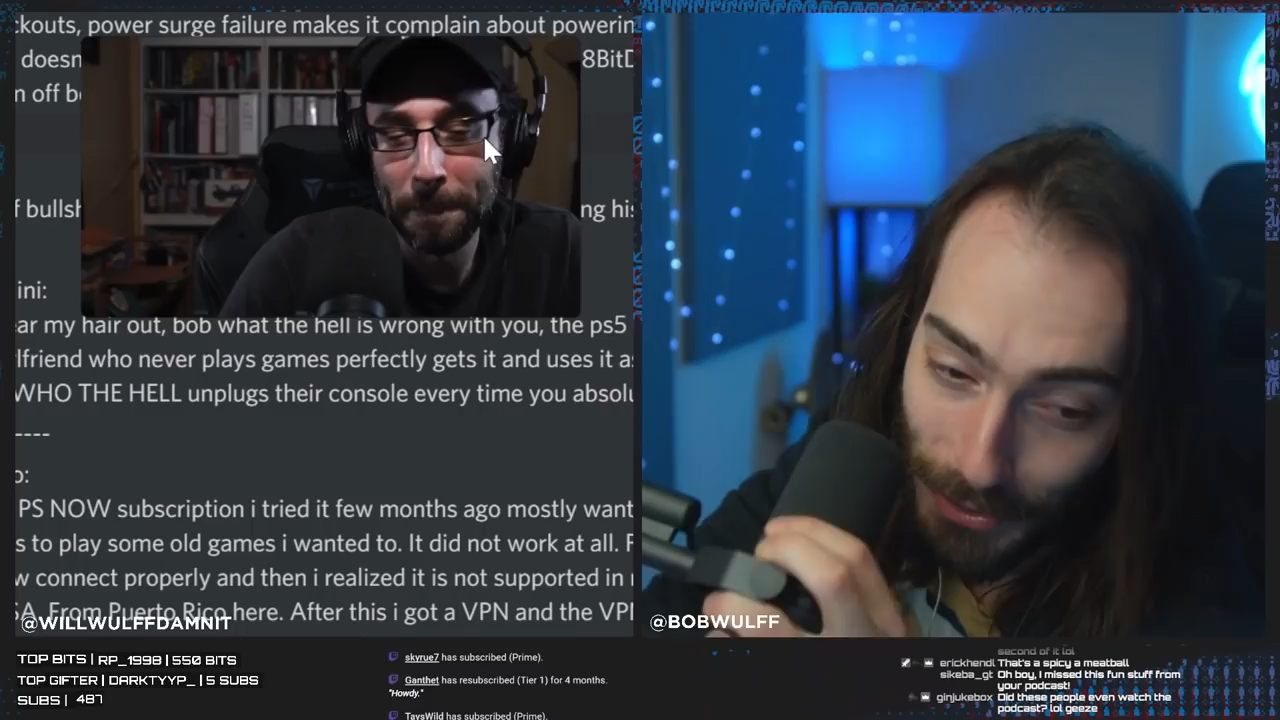 ckouts, power surge failure makes it complain about powerin
doesn
8BitD
m off be
f bullsh
ng his
ini:
ear my hair out, bob what the hell is wrong with you, the ps5
lfriend who never plays games perfectly gets it and uses it as
WHO THE HELL unplugs their console every time you absolu
----
o:
PS NOW subscription i tried it few months ago mostly want
s to play some old games i wanted to. It did not work at all. F
w connect properly and then i realized it is not supported in
SA. From Puerto Rico here. After this i got a VPN and the VPN
@WILLWULFFDAMNIT
@BOBWULFF
TOP BITS | RP_1998 | 550 BITS
TOP GIFTER | DARKTYYP_ | 5 SUBS
SUBS | 487
skyrue7 has subscribed (Prime).
Ganthet has resubscribed (Tier 1) for 4 months.
"Howdy."
TaysWild has subscribed (Prime).
second of it lol
erickhendl That's a spicy a meatball
sikeba_gt Oh boy, I missed this fun stuff from
your podcast!
ginjukebox Did these people even watch the
podcast? lol geeze